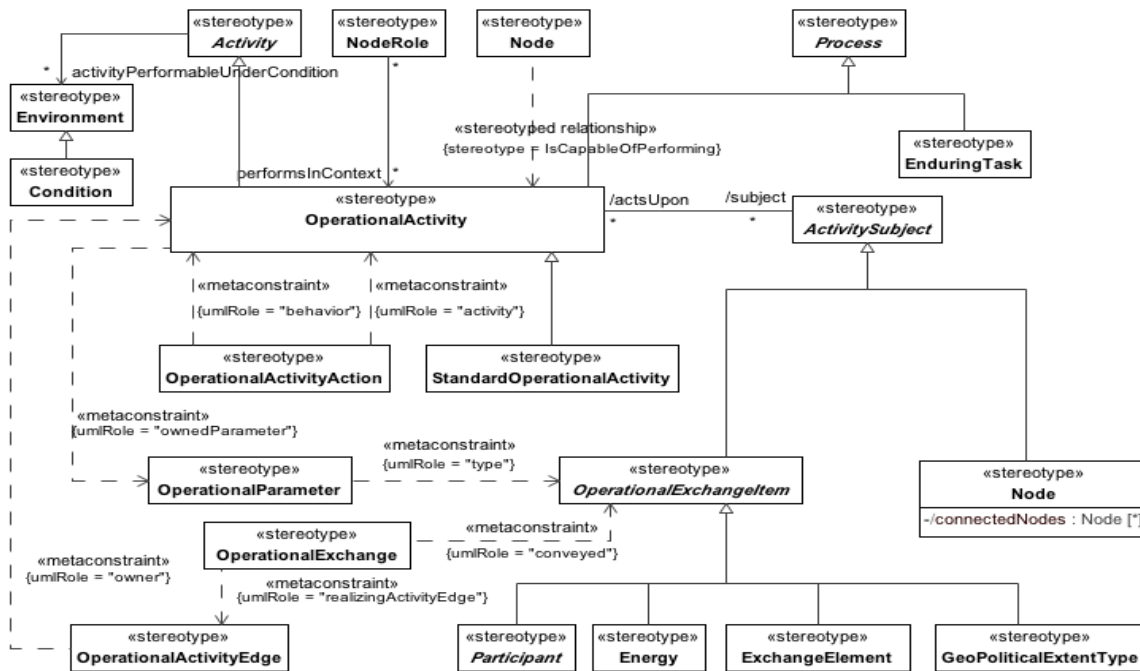 «stereotype»
Activity
«stereotype»
NodeRole
«stereotype»
Node
«stereotype»
Process
* activityPerformableUnderCondition
*
«stereotype»
Environment
«stereotyped relationship»
{stereotype = IsCapableOfPerforming}
«stereotype»
EnduringTask
«stereotype»
Condition
performsInContext *
«stereotype»
OperationalActivity
/actsUpon
*
/subject
*
«stereotype»
ActivitySubject
«metaconstraint»
{umlRole = "behavior"}
«metaconstraint»
{umlRole = "activity"}
«stereotype»
OperationalActivityAction
«stereotype»
StandardOperationalActivity
«metaconstraint»
{umlRole = "ownedParameter"}
«stereotype»
OperationalParameter
«metaconstraint»
{umlRole = "type"}
«stereotype»
OperationalExchangeItem
«stereotype»
Node
-/connectedNodes : Node [*]
«stereotype»
OperationalExchange
«metaconstraint»
{umlRole = "conveyed"}
«metaconstraint»
{umlRole = "owner"}
«metaconstraint»
{umlRole = "realizingActivityEdge"}
«stereotype»
OperationalActivityEdge
«stereotype»
Participant
«stereotype»
Energy
«stereotype»
ExchangeElement
«stereotype»
GeoPoliticalExtentType